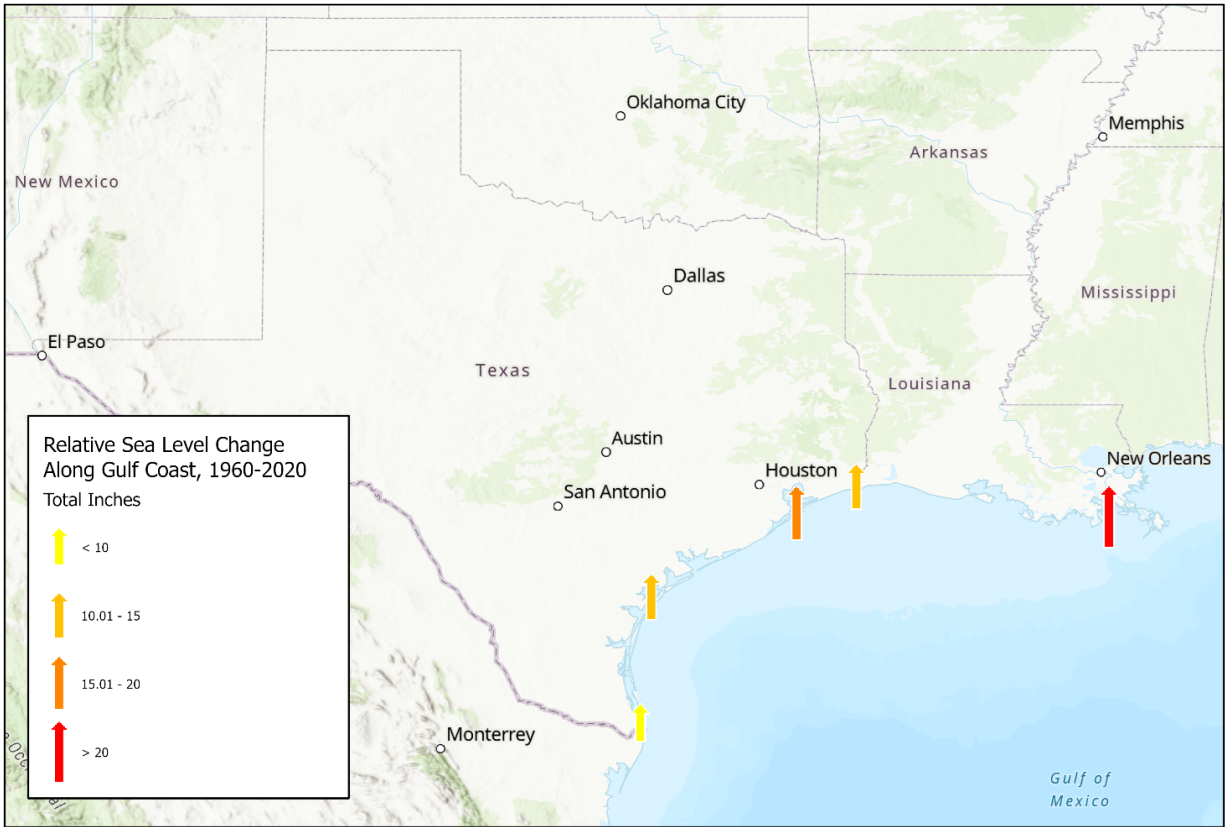 Oklahoma City
Memphis
Arkansas
New Mexico
Dallas
Mississippi
El Paso
Texas
Louisiana
Austin
Houston
New Orleans
San Antonio
Relative Sea Level Change
Along Gulf Coast, 1960-2020
Total Inches
< 10
10.01 - 15
15.01 - 20
> 20
Monterrey
Gulf of
Mexico